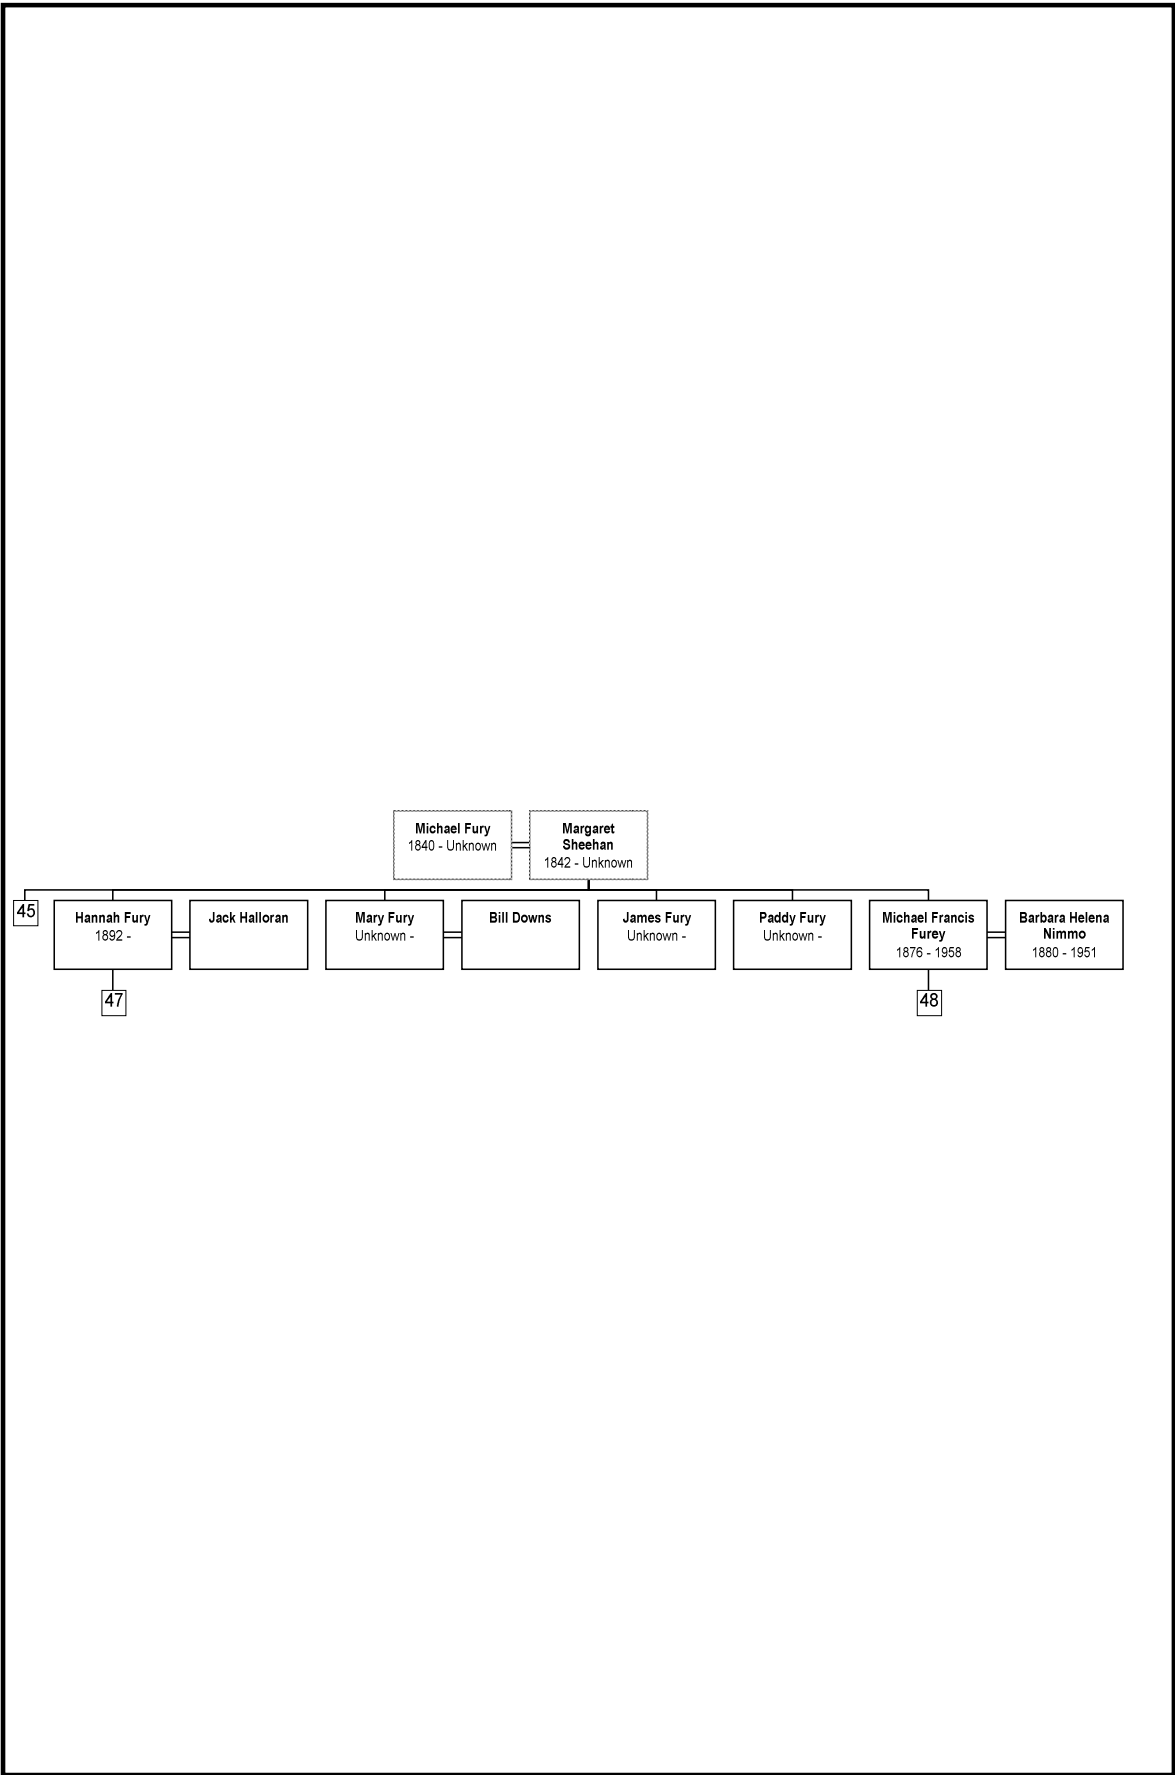 Michael Fury
1840 - Unknown
Margaret
Sheehan
1842 - Unknown
45
Hannah Fury
1892 -
Jack Halloran
Mary Fury
Unknown -
Bill Downs
James Fury
Unknown -
Paddy Fury
Unknown -
Michael Francis
Furey
1876 - 1958
Barbara Helena
Nimmo
1880 - 1951
47
48